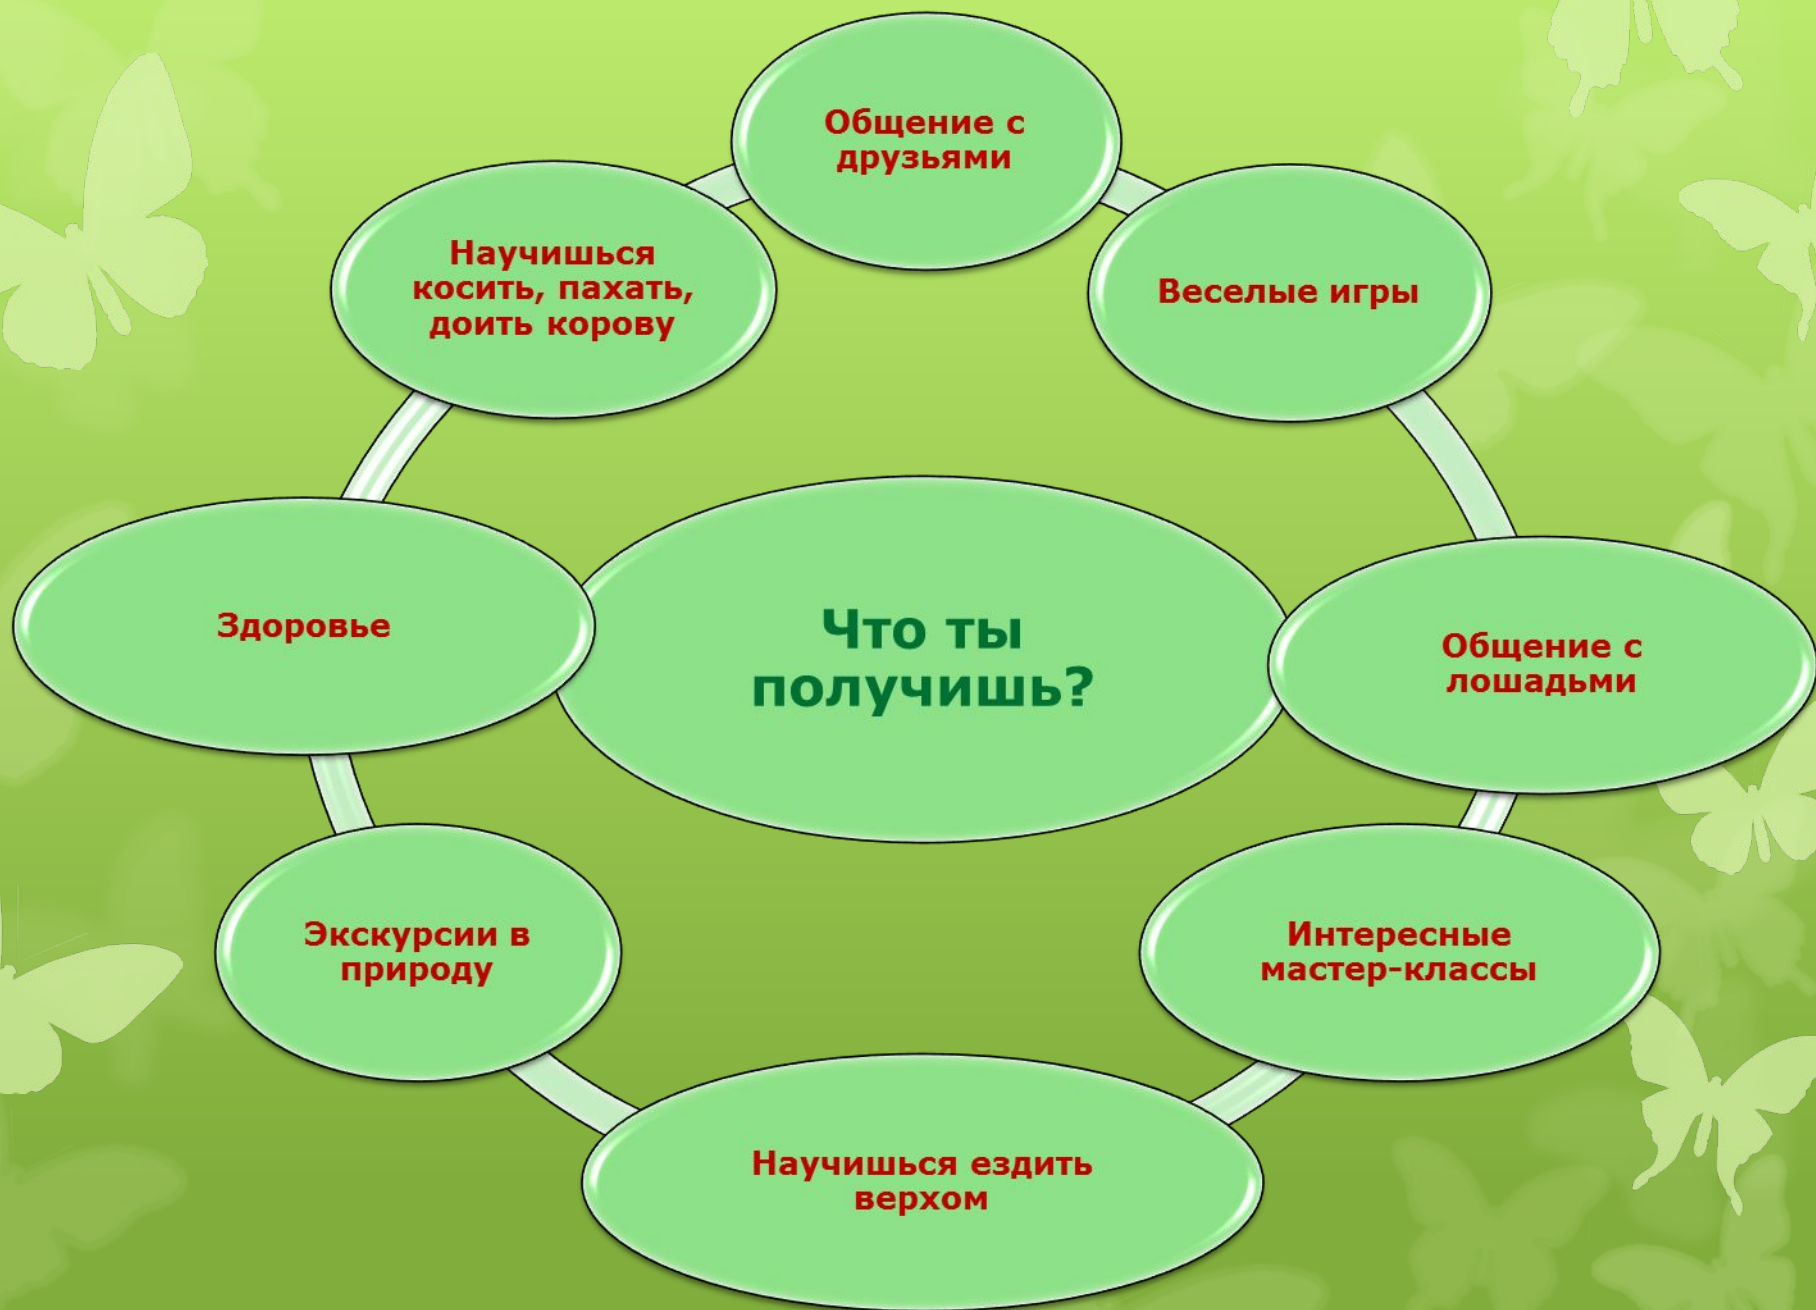 Общение с
друзьями
Веселые игры
Общение с
лошадьми
Интересные
мастер-классы
Научишься ездить
верхом
Экскурсии в
природу
Здоровье
Научишься
косить, пахать,
доить корову
Что ты
получишь?